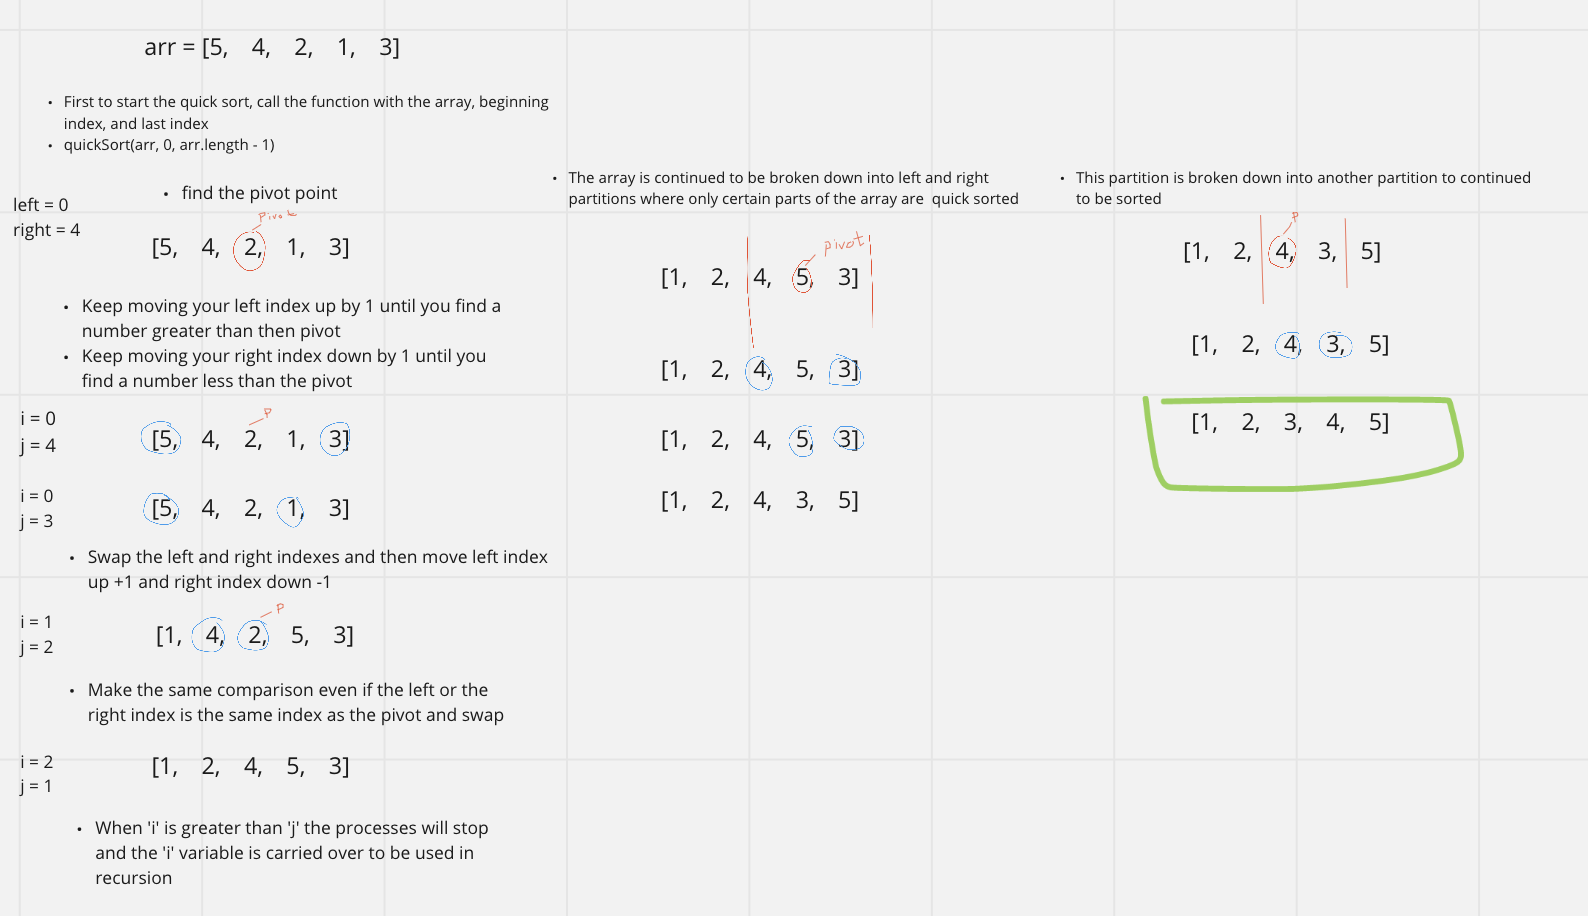 arr = [5, 4, 2, 1, 3]
• First to start the quick sort, call the function with the array, beginning
index, and last index
• quickSort(arr, 0, arr.length - 1)
left = 0
right = 4
• find the pivot point
Pivot
[5, 4, 2, 1, 3]
• Keep moving your left index up by 1 until you find a
number greater than then pivot
• Keep moving your right index down by 1 until you
find a number less than the pivot
i = 0
j = 4
P
[5, 4, 2, 1, 3]
i = 0
j = 3
[5, 4, 2, 1, 3]
• Swap the left and right indexes and then move left index
up +1 and right index down -1
i = 1
j = 2
P
[1, 4, 2, 5, 3]
• Make the same comparison even if the left or the
right index is the same index as the pivot and swap
i = 2
j = 1
[1, 2, 4, 5, 3]
• When 'i' is greater than 'j' the processes will stop
and the 'i' variable is carried over to be used in
recursion
• The array is continued to be broken down into left and right
partitions where only certain parts of the array are quick sorted
pivot
[1, 2, 4, 5, 3]
[1, 2, 4, 5, 3]
[1, 2, 4, 5, 3]
[1, 2, 4, 3, 5]
• This partition is broken down into another partition to continued
to be sorted
P
[1, 2, 4, 3, 5]
[1, 2, 4, 3, 5]
[1, 2, 3, 4, 5]